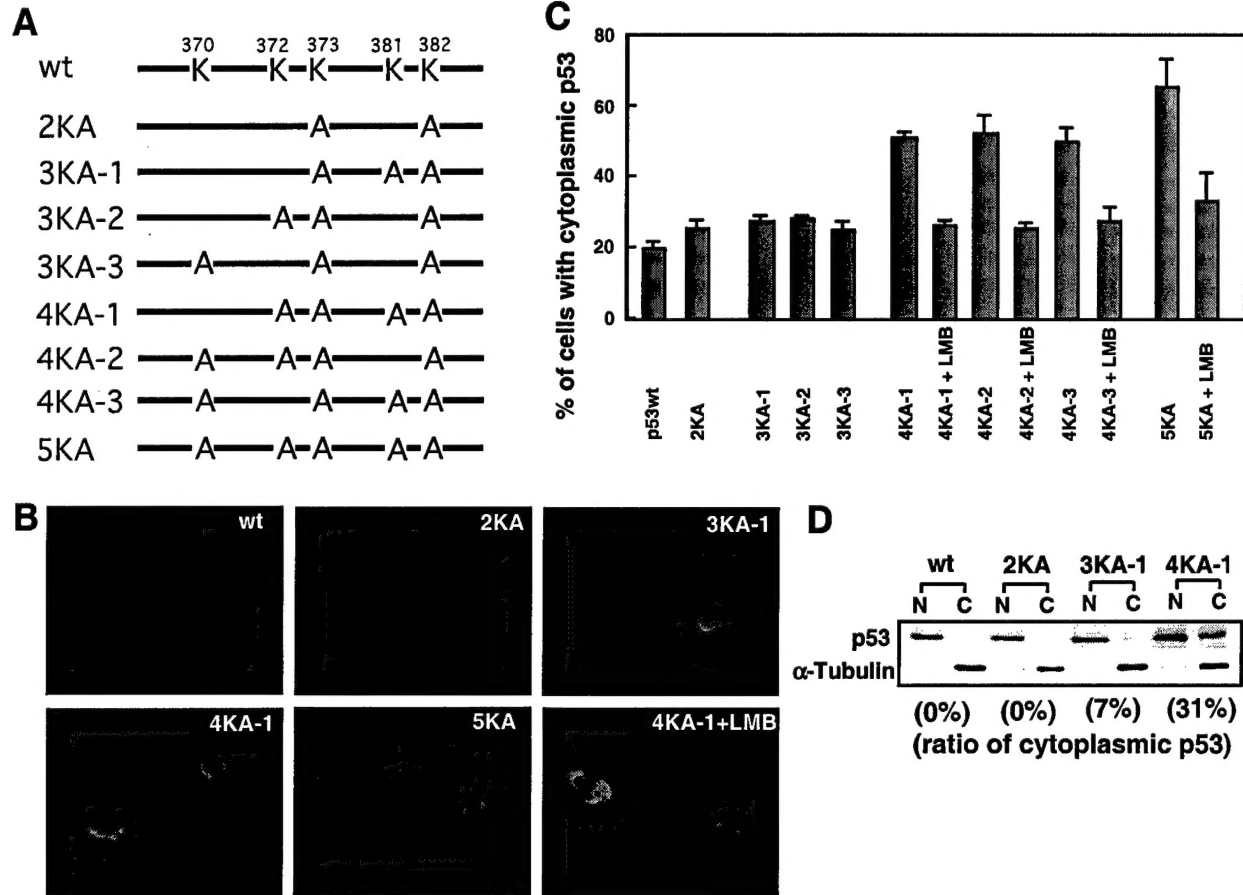 A
370 372 373 381 382
wt K K K K K
2KA A A
3KA-1 A A A
3KA-2 A A A
3KA-3 A A A
4KA-1 A A A A
4KA-2 A A A A
4KA-3 A A A A
5KA A A A A A
B
wt
2KA
3KA-1
4KA-1
5KA
4KA-1+LMB
C
% of cells with cytoplasmic p53
80
60
40
20
0
p53wt
2KA
3KA-1
3KA-2
3KA-3
4KA-1
4KA-1 + LMB
4KA-2
4KA-2 + LMB
4KA-3
4KA-3 + LMB
5KA
5KA + LMB
D
wt 2KA 3KA-1 4KA-1
N C N C N C N C
p53
α-Tubulin
(0%) (0%) (7%) (31%)
(ratio of cytoplasmic p53)